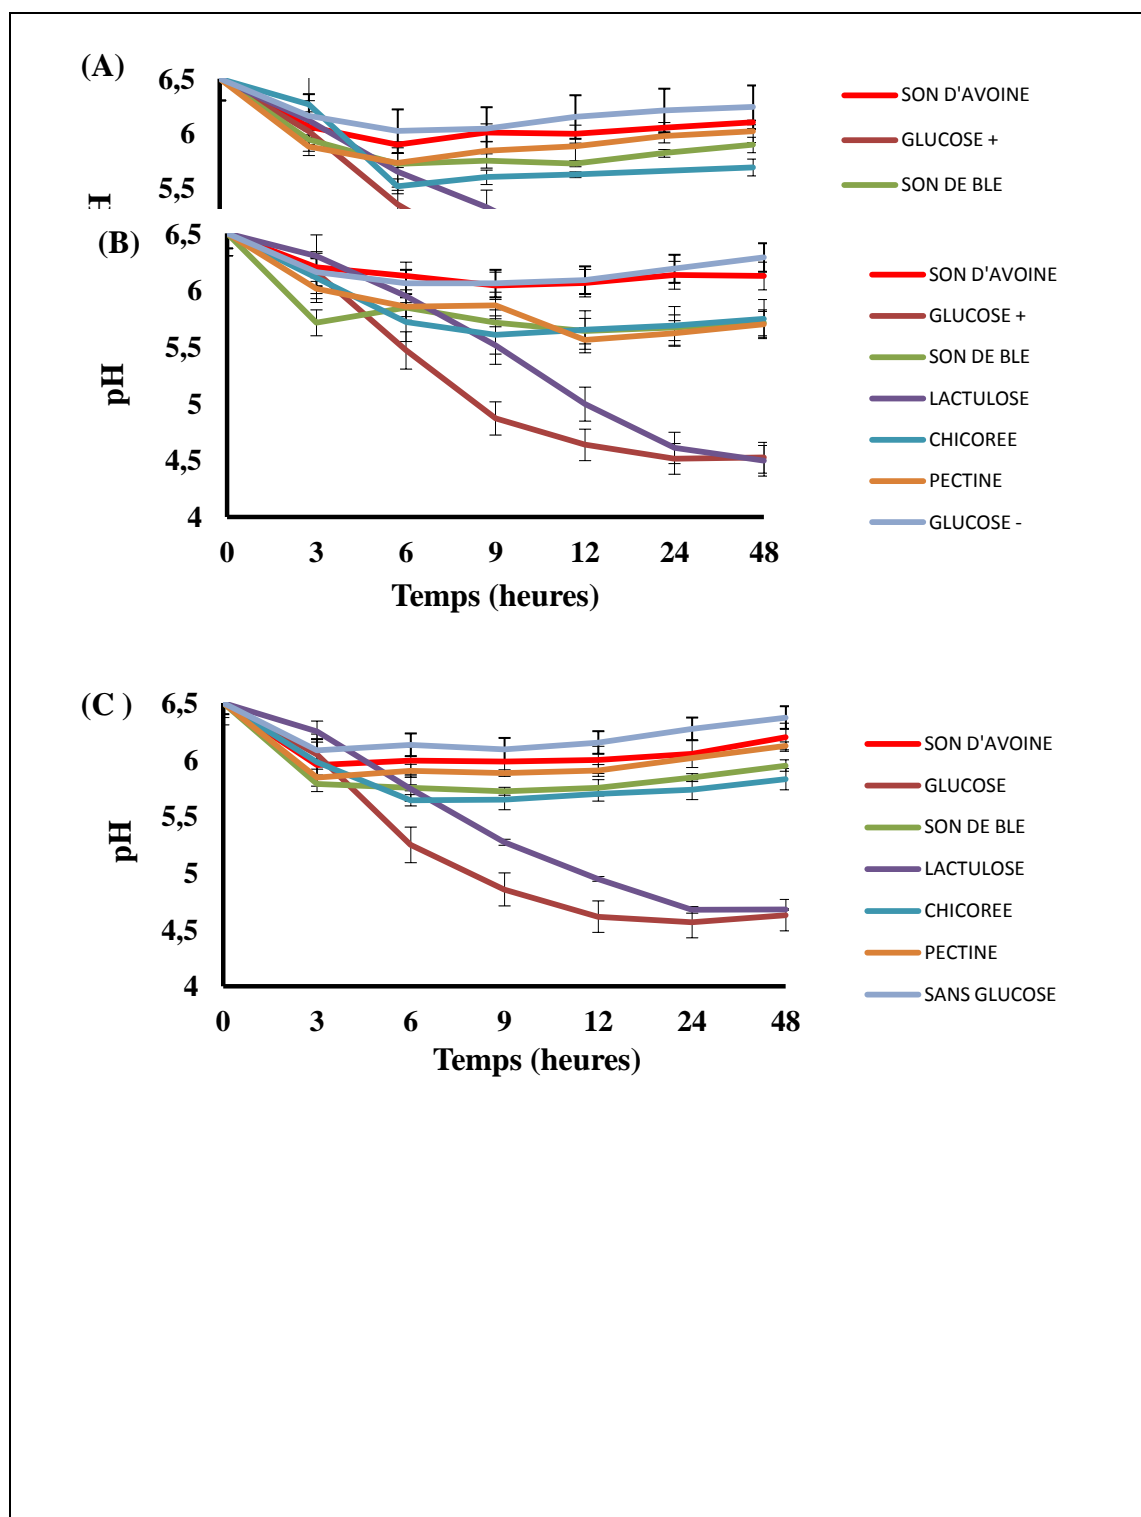 (A)
6,5
6
5,5
SON D'AVOINE
GLUCOSE +
SON DE BLE
(B)
6,5
6
5,5
5
4,5
4
pH
0 3 6 9 12 24 48
Temps (heures)
SON D'AVOINE
GLUCOSE +
SON DE BLE
LACTULOSE
CHICOREE
PECTINE
GLUCOSE -
(C )
6,5
6
5,5
5
4,5
4
pH
0 3 6 9 12 24 48
Temps (heures)
SON D'AVOINE
GLUCOSE
SON DE BLE
LACTULOSE
CHICOREE
PECTINE
SANS GLUCOSE